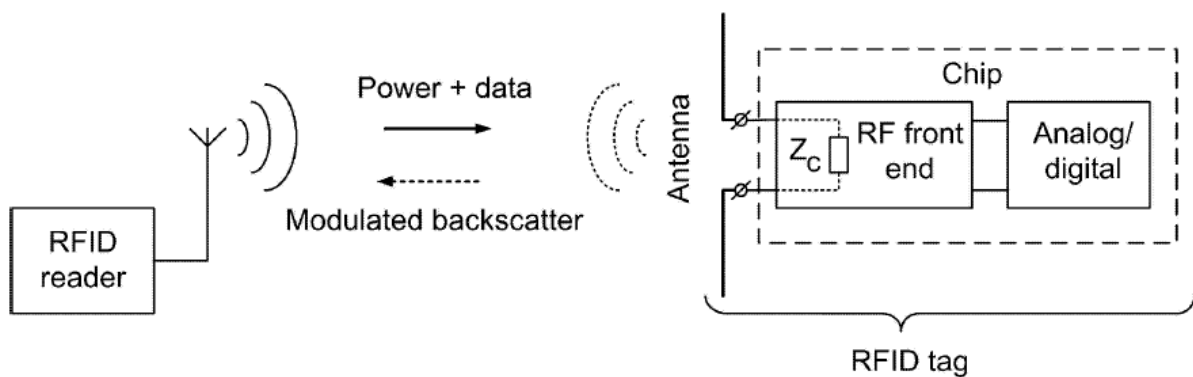 RFID
reader
Power + data
Modulated backscatter
Antenna
Chip
Z_C
RF front
end
Analog/
digital
RFID tag